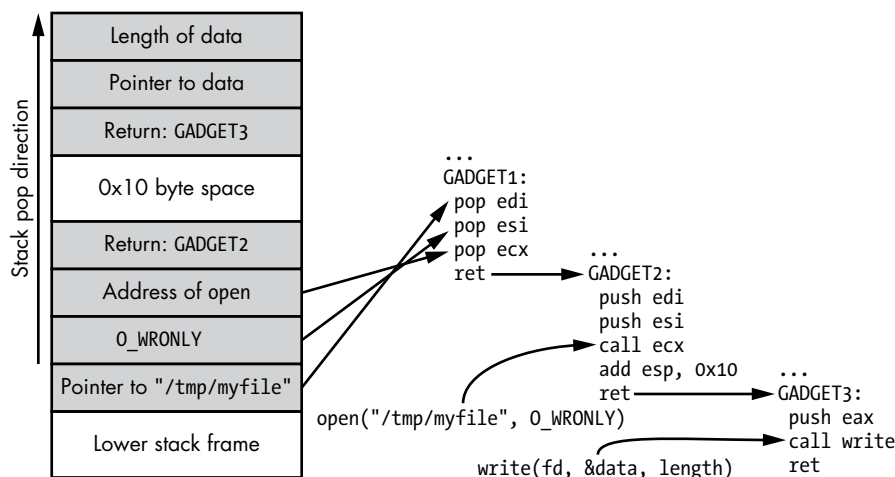 Stack pop direction
Length of data
Pointer to data
Return: GADGET3
0x10 byte space
Return: GADGET2
Address of open
O_WRONLY
Pointer to "/tmp/myfile"
Lower stack frame
...
GADGET1:
pop edi
pop esi
pop ecx
ret
...
GADGET2:
push edi
push esi
call ecx
add esp, 0x10
ret
open("/tmp/myfile", O_WRONLY)
...
GADGET3:
push eax
call write
ret
write(fd, &data, length)